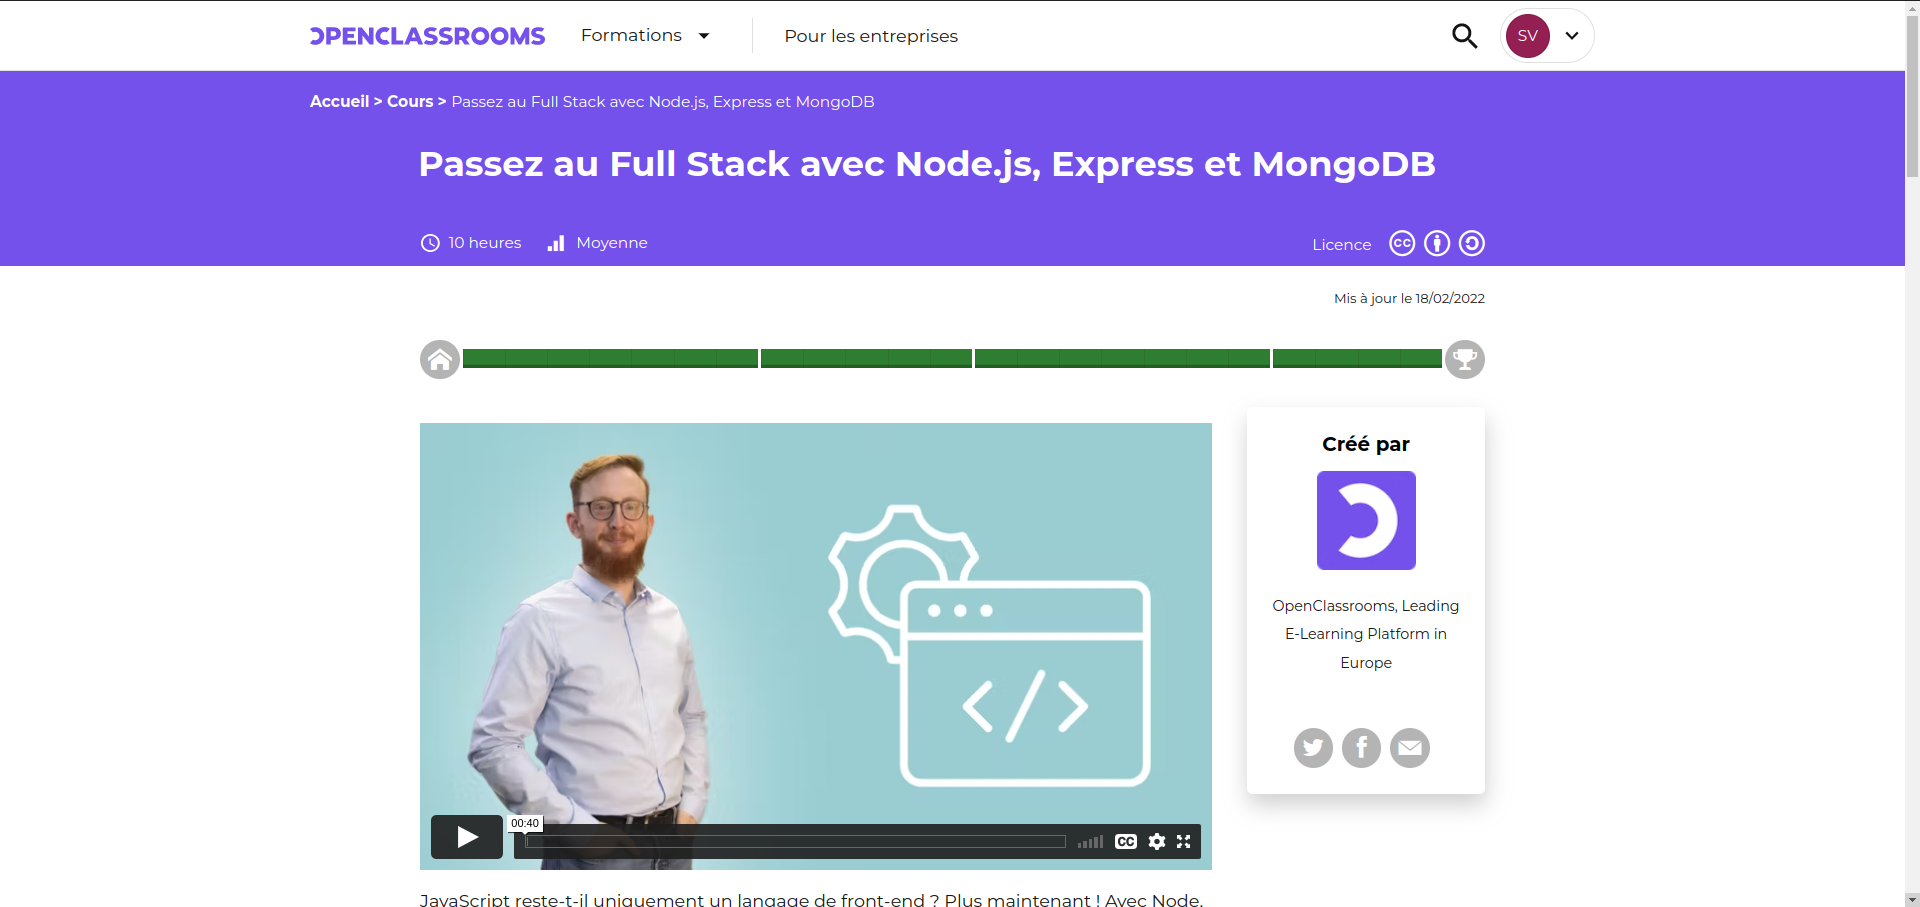 OPENCLASSROOMS
Formations
Pour les entreprises
SV
Accueil > Cours > Passez au Full Stack avec Node.js, Express et MongoDB
Passez au Full Stack avec Node.js, Express et MongoDB
10 heures
Moyenne
Licence
CC
Mis à jour le 18/02/2022
Créé par
OpenClassrooms, Leading
E-Learning Platform in
Europe
00:40
CC
JavaScript reste-t-il uniquement un langage de front-end ? Plus maintenant ! Avec Node,